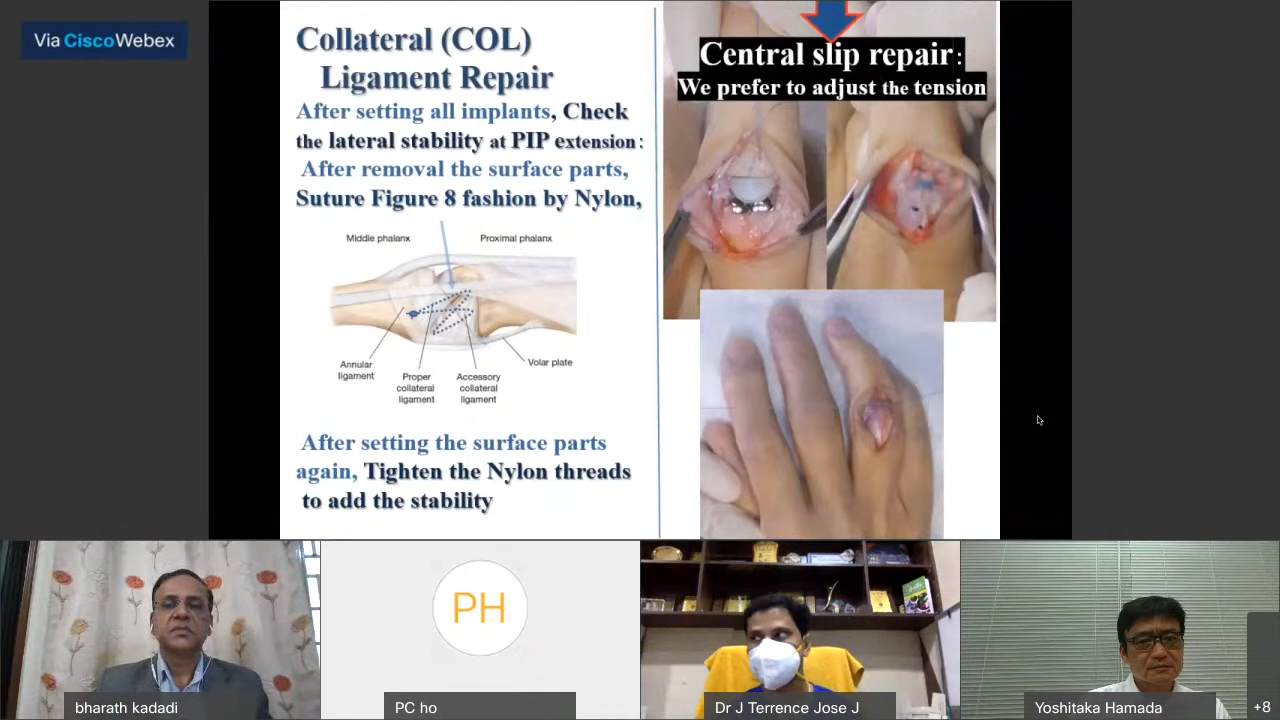 Via CiscoWebex
Collateral (COL)
Ligament Repair
After setting all implants, Check
the lateral stability at PIP extension:
After removal the surface parts,
Suture Figure 8 fashion by Nylon,
Middle phalanx
Proximal phalanx
Annular
ligament
Proper
collateral
ligament
Accessory
collateral
ligament
Volar plate
After setting the surface parts
again, Tighten the Nylon threads
to add the stability
Central slip repair:
We prefer to adjust the tension
bharath kadadi
PH
PC ho
Dr J Terrence Jose J
Yoshitaka Hamada
+8